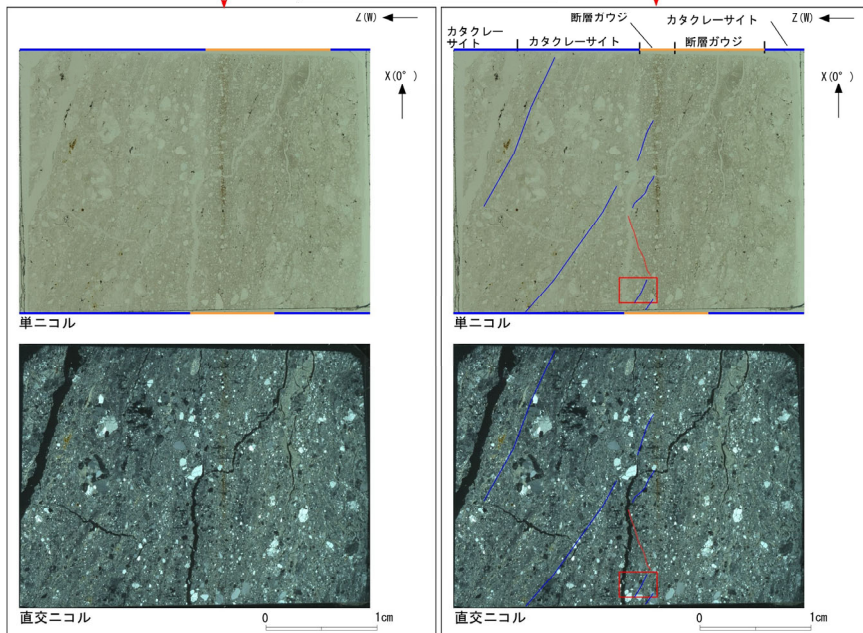 Z(W)
X(0°)
単ニコル
直交ニコル
0 1cm
断層ガウジ
カタクレー
サイト
カタクレーサイト
カタクレーサイト
断層ガウジ
Z(W)
X(0°)
単ニコル
直交ニコル
0 1cm